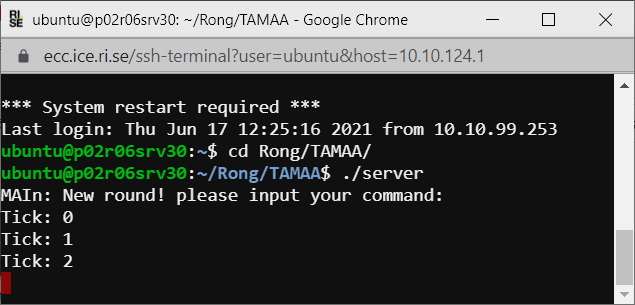 RI.
SE
ubuntu@p02r06srv30: ~/Rong/TAMAA - Google Chrome
ecc.ice.ri.se/ssh-terminal?user=ubuntu&host=10.10.124.1
*** System restart required ***
Last login: Thu Jun 17 12:25:16 2021 from 10.10.99.253
ubuntu@p02r06srv30:~$ cd Rong/TAMAA/
ubuntu@p02r06srv30:~/Rong/TAMAA$ ./server
MAIn: New round! please input your command:
Tick: 0
Tick: 1
Tick: 2